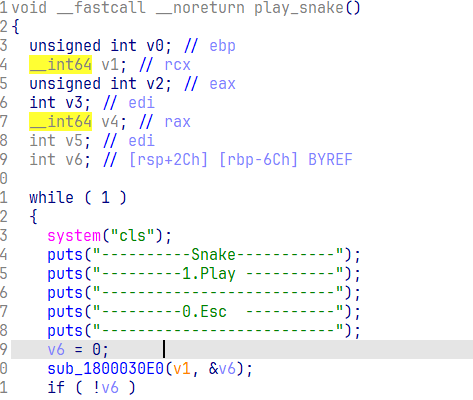 1 void __fastcall __noreturn play_snake()
2 {
3   unsigned int v0; // ebp
4   __int64 v1; // rcx
5   unsigned int v2; // eax
6   int v3; // edi
7   __int64 v4; // rax
8   int v5; // edi
9   int v6; // [rsp+2Ch] [rbp-6Ch] BYREF
0
1   while ( 1 )
2   {
3     system("cls");
4     puts("----------Snake-----------");
5     puts("---------1.Play ----------");
6     puts("--------------------------");
7     puts("---------0.Esc  ----------");
8     puts("--------------------------");
9     v6 = 0;
0     sub_1800030E0(v1, &v6);
1     if ( !v6 )